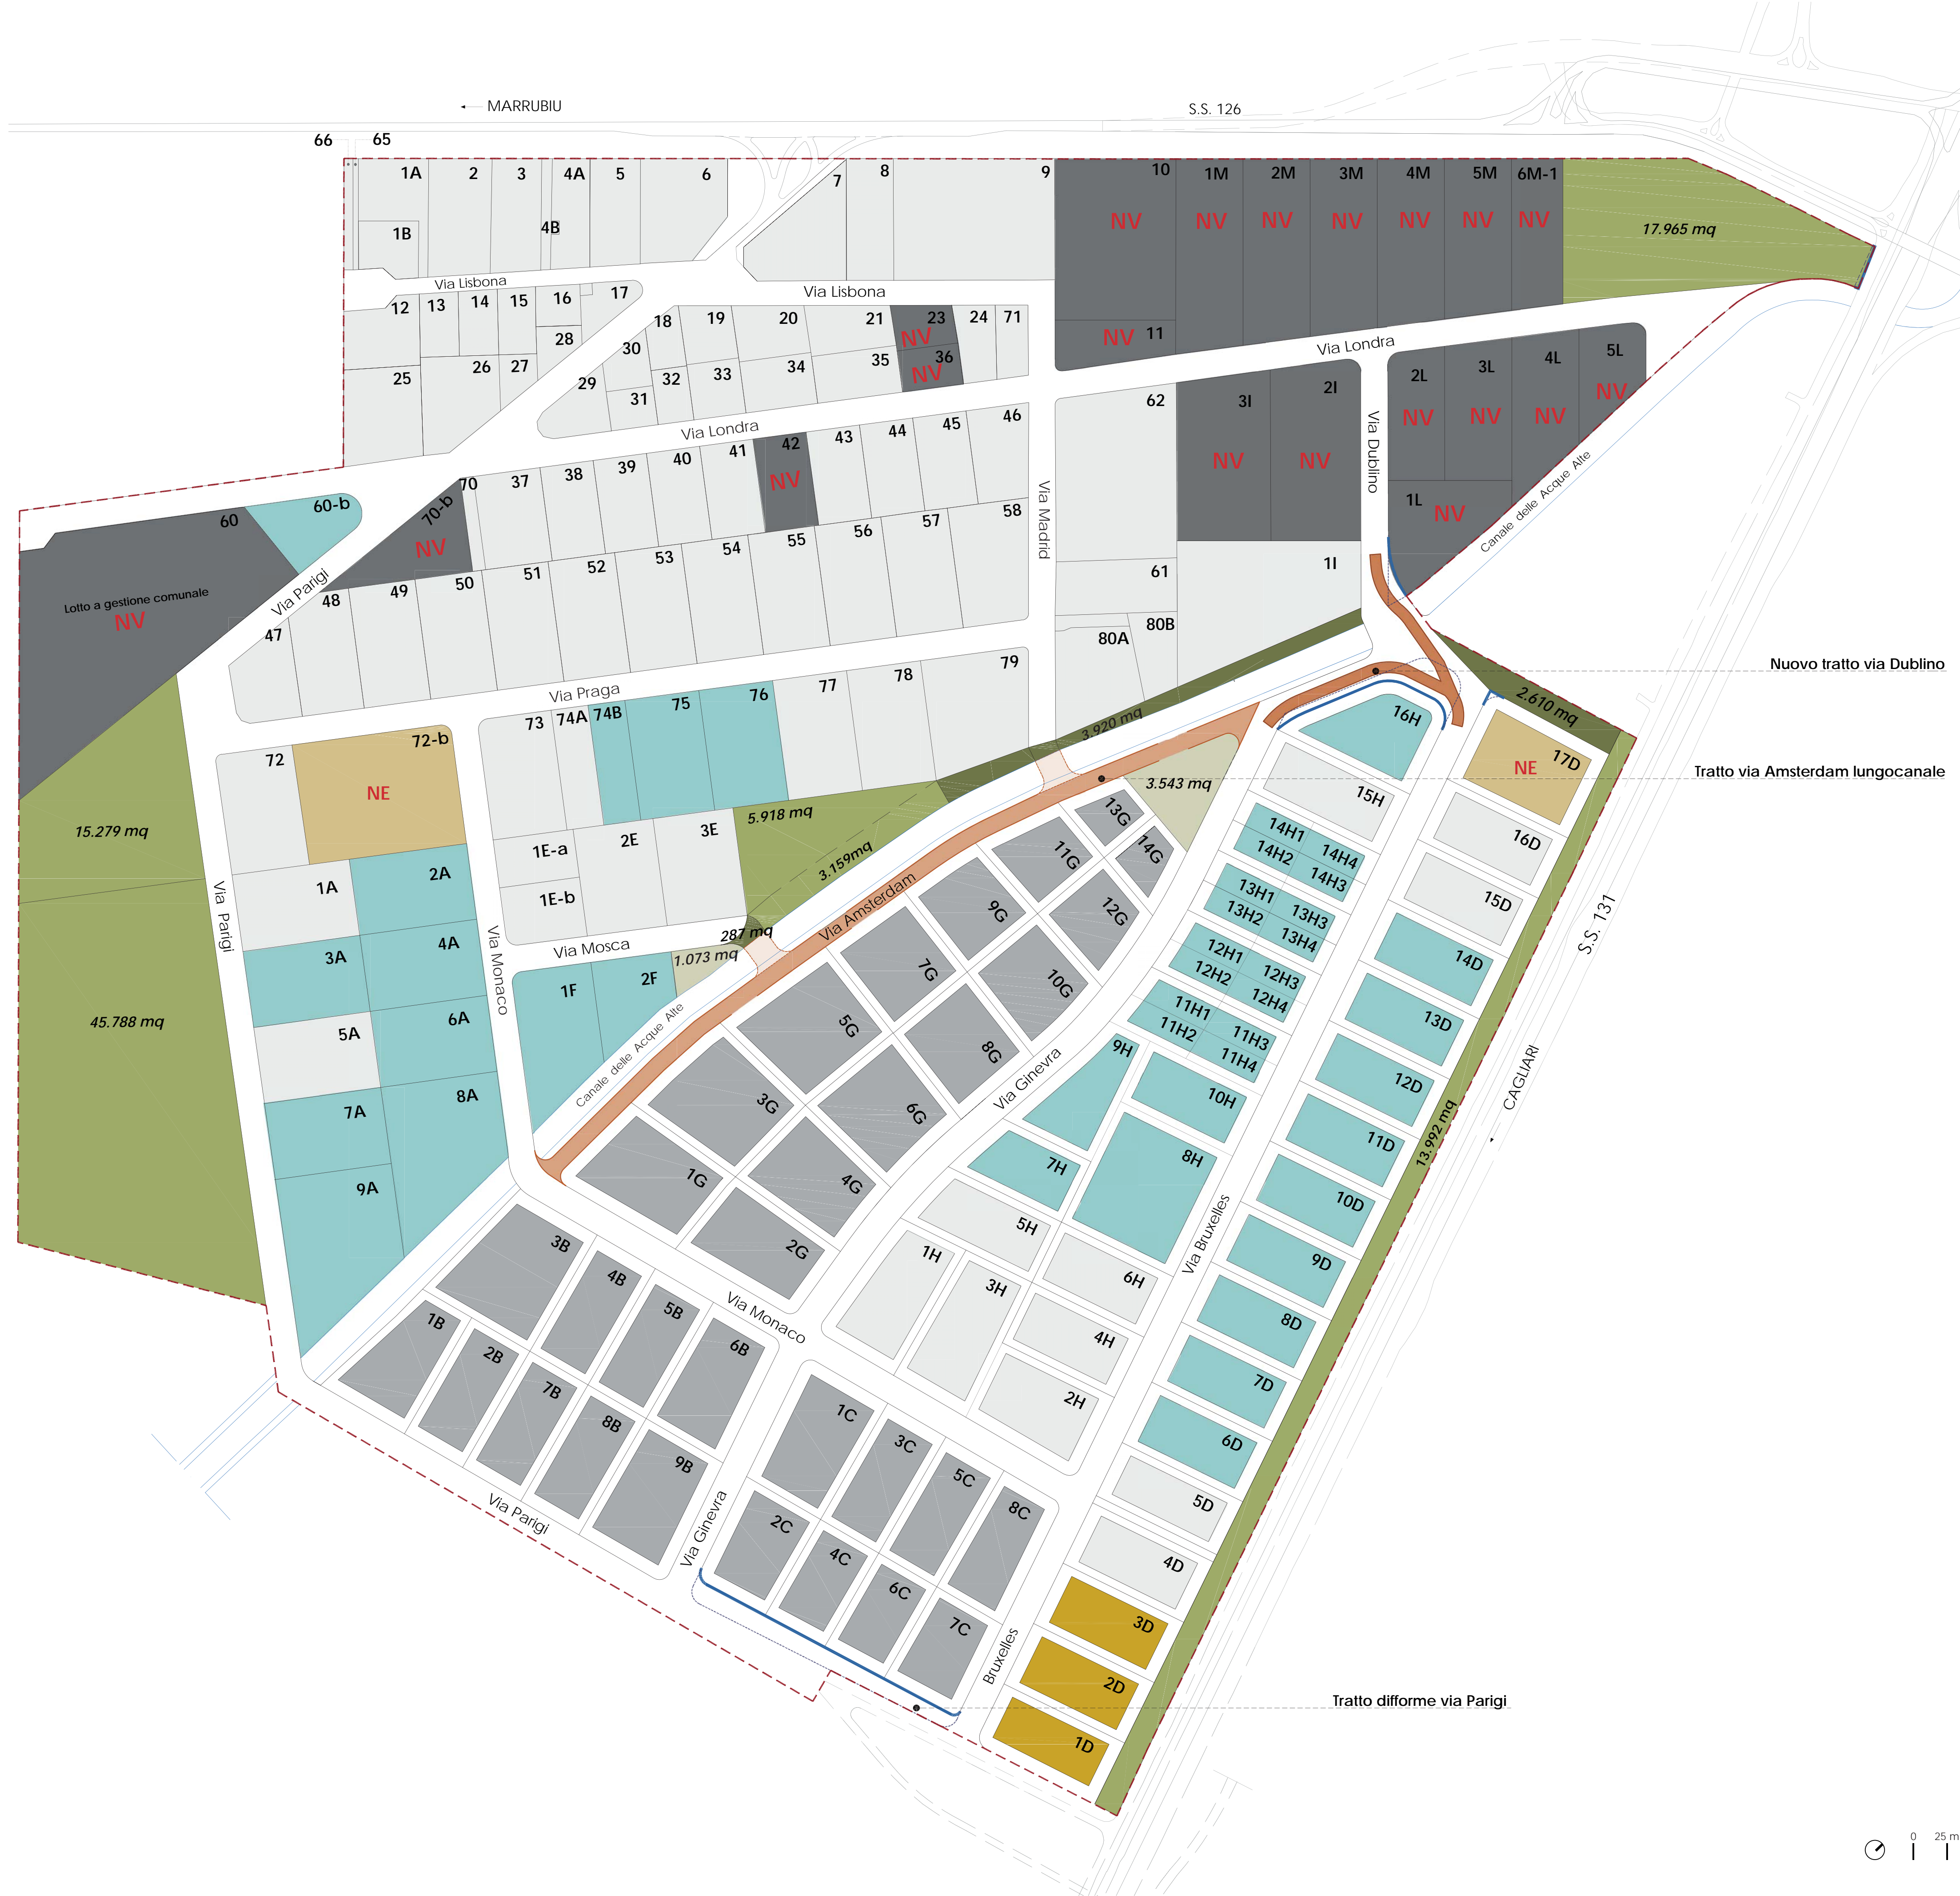 MARRUBIU
S.S. 126
66
65
1A
2
3
4A
5
6
7
8
9
10
1M
2M
3M
4M
5M
6M-1
NV
NV
NV
NV
NV
NV
NV
17.965 mq
1B
4B
Via Lisbona
Via Lisbona
12
13
14
15
16
17
18
19
20
21
23
24
71
NV
11
NV
28
30
35
36
NV
25
26
27
29
31
32
33
34
Via Londra
Via Londra
5L
4L
3L
2L
NV
NV
NV
NV
62
3I
2I
NV
NV
Via Dublino
46
45
44
43
42
NV
41
40
39
38
37
70
70-b
NV
60
60-b
Lotto a gestione comunale
NV
1L
NV
Canale delle Acque Alte
Via Madrid
58
57
56
55
54
53
52
51
50
49
48
47
Via Parigi
61
1I
80A
80B
Via Praga
79
78
77
76
75
74B
74A
73
Nuovo tratto via Dublino
2.610 mq
3.920 mq
16H
17D
NE
72
72-b
NE
Tratto via Amsterdam lungocanale
3.543 mq
15H
16D
15.279 mq
5.918 mq
3.159mq
1E-a
2E
3E
1E-b
13G
14G
11G
12G
14H1
14H4
14H2
14H3
13H1
13H3
13H2
13H4
15D
14D
S.S. 131
1A
2A
3A
4A
Via Parigi
Via Monaco
Via Mosca
287 mq
1.073 mq
Via Amsterdam
9G
7G
10G
12H1
12H3
12H2
12H4
11H1
11H3
11H2
11H4
13D
12D
45.788 mq
5A
6A
1F
2F
Canale delle Acque Alte
5G
8G
Via Ginevra
9H
10H
CAGLIARI
13.992 mq
11D
7A
8A
9A
3G
6G
1G
4G
2G
7H
8H
10D
5H
6H
1H
3H
4H
2H
Via Bruxelles
9D
8D
7D
6D
3B
4B
5B
6B
1B
2B
7B
8B
9B
Via Monaco
1C
3C
5C
8C
2C
4C
6C
7C
Via Parigi
Via Ginevra
5D
4D
3D
2D
1D
Bruxelles
Tratto difforme via Parigi
0
25 m